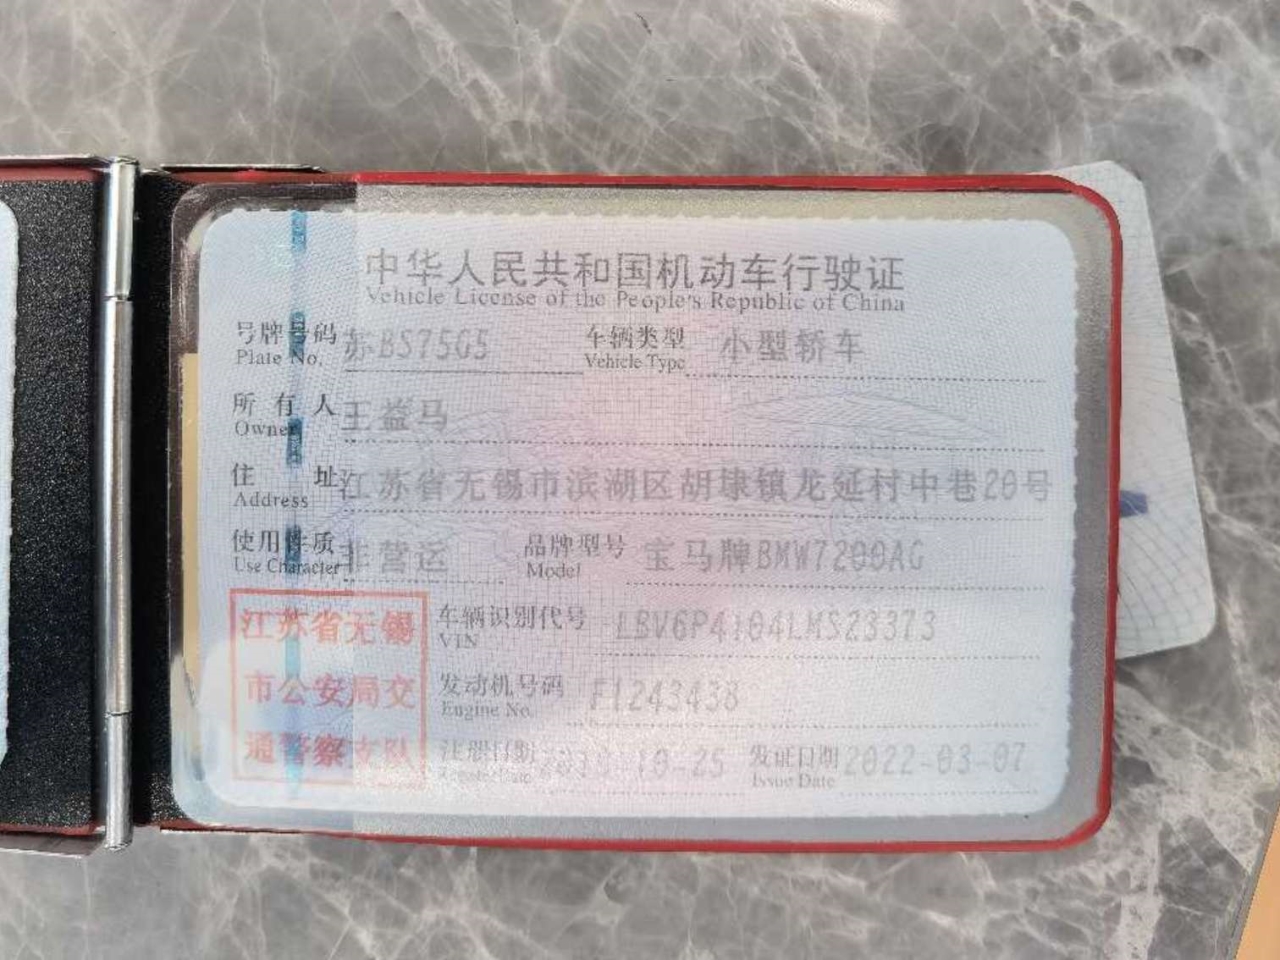 中华人民共和国机动车行驶证
Vehicle License of the People's Republic of China
号牌号码 苏BS75G5 车辆类型 小型轿车
Plate No. Vehicle Type
所有人 王益马
Owner
住址 江苏省无锡市滨湖区胡埭镇龙延村中巷20号
Address
使用性质 非营运 品牌型号 宝马牌BMW7200AG
Use Character Model
江苏省无锡 车辆识别代号 LBV6P4104LMS23373
VIN
市公安局交 发动机号码 F1243438
Engine No.
通警察支队 注册日期 10-25 发证日期 2022-03-07
Register Date Issue Date